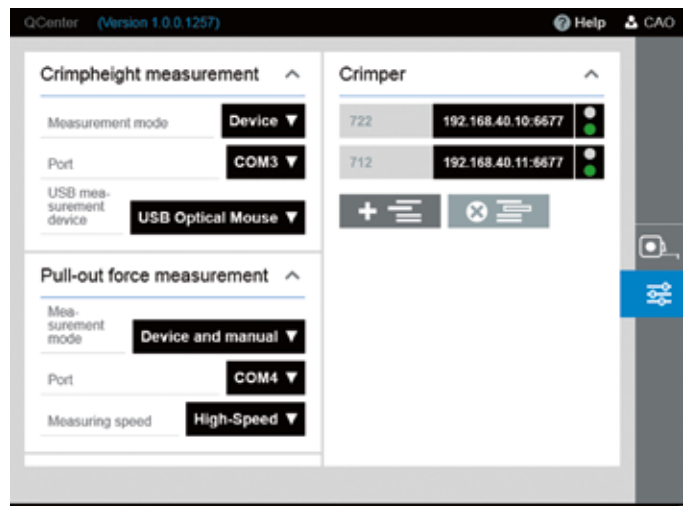 QCenter (Version 1.0.0.1257) Help CAO
Crimpheight measurement
Measurement mode Device
Port COM3
USB mea-
surement
device USB Optical Mouse
Pull-out force measurement
Mea-
surement
mode Device and manual
Port COM4
Measuring speed High-Speed
Crimper
722 192.168.40.10:6677
712 192.168.40.11:6677